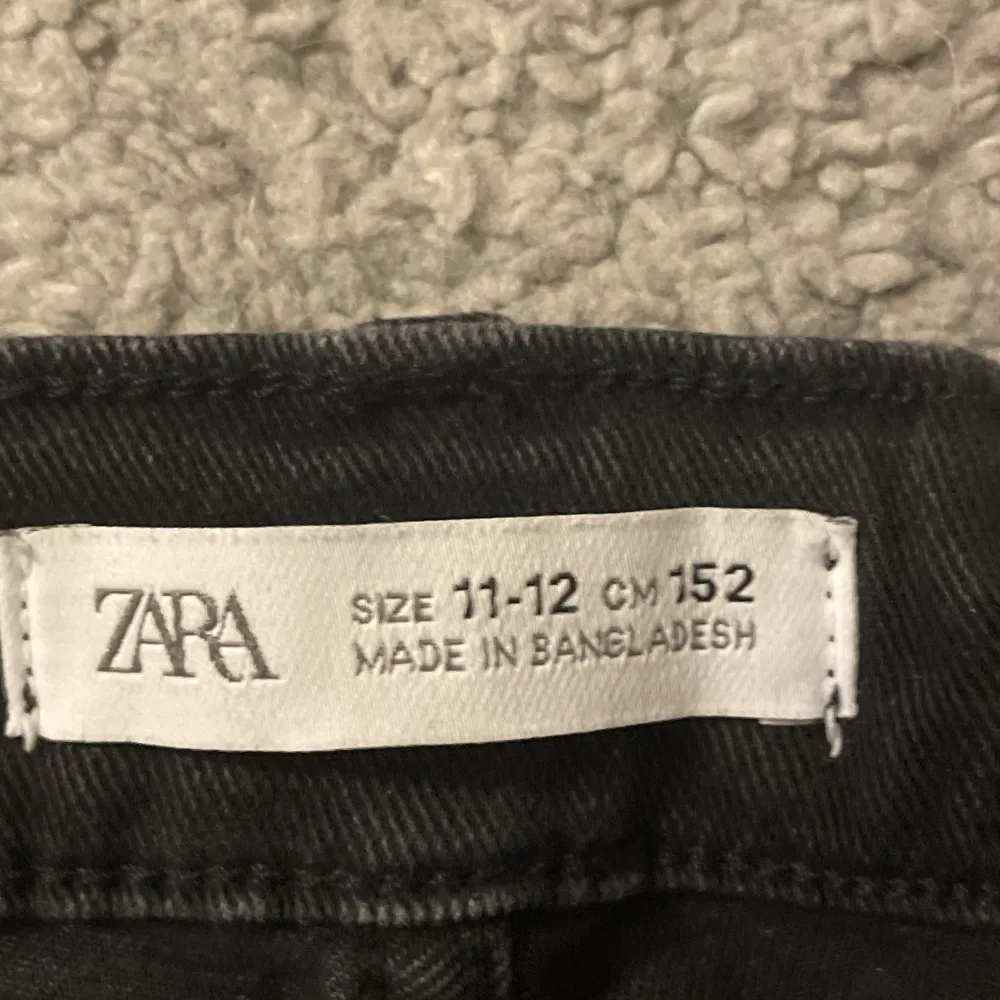 ZARA
SIZE 11-12 CM 152
MADE IN BANGLADESH